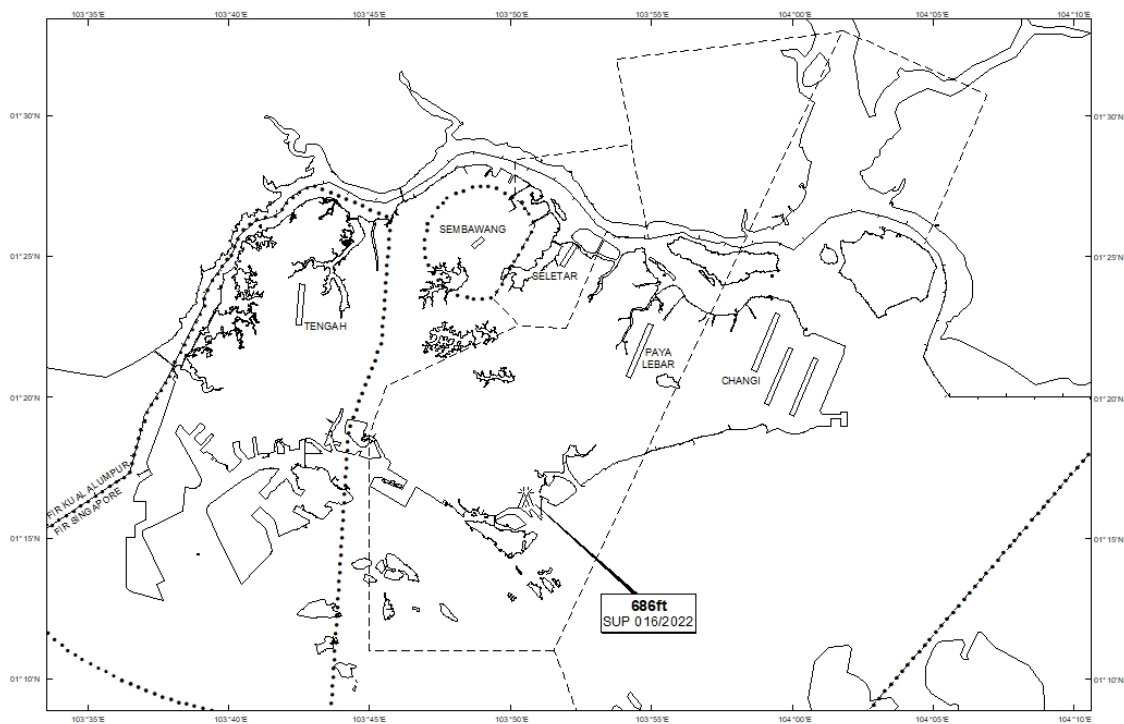 103°35'E 103°40'E 103°45'E 103°50'E 103°55'E 104°00'E 104°05'E 104°10'E
01°30'N 01°30'N
SEMBAWANG
01°25'N 01°25'N
SELETAR
TENGAH
PAYA
LEBAR
CHANGI
01°20'N 01°20'N
FIR KUALALUMPUR
FIR SINGAPORE
01°15'N 01°15'N
686ft
SUP 016/2022
01°10'N 01°10'N
103°35'E 103°40'E 103°45'E 103°50'E 103°55'E 104°00'E 104°05'E 104°10'E